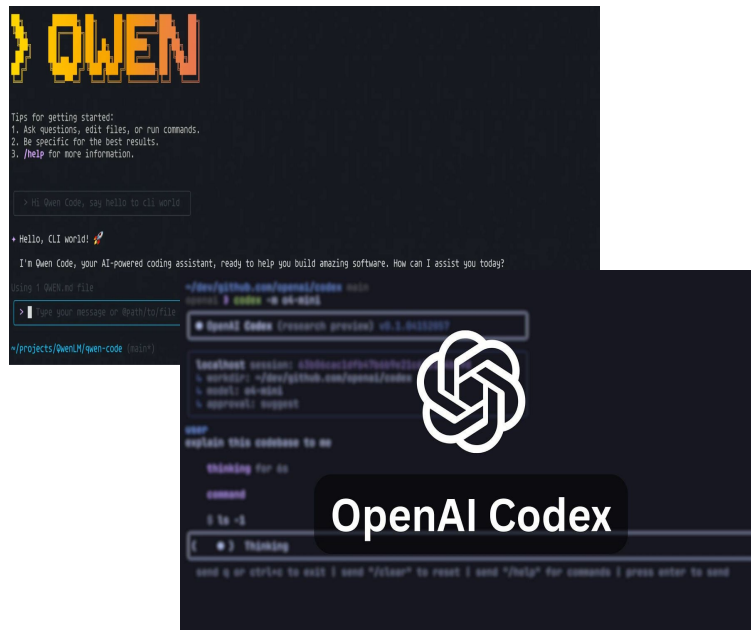 > QWEN
Tips for getting started:
1. Ask questions, edit files, or run commands.
2. Be specific for the best results.
3. /help for more information.
> Hi Qwen Code, say hello to cli world
✦ Hello, CLI world! 🚀
I'm Qwen Code, your AI-powered coding assistant, ready to help you build amazing software. How can I assist you today?
Using 1 QWEN.md file
> Type your message or @path/to/file
~/projects/QwenLM/qwen-code (main*)
~/dev/github.com/openai/codex main
openai > codex -m o4-mini
● OpenAI Codex (research preview)
localhost session:
↳ workdir: ~/dev/github.com/openai/codex
↳ model: o4-mini
↳ approval: suggest
user
explain this codebase to me
thinking for
command
$ ls -1
OpenAI Codex
( ● ) Thinking
send q or ctrl+c to exit | send "/clear" to reset | send "/help" for commands | press enter to send